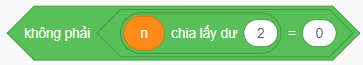 không phải n chia lấy dư 2 = 0